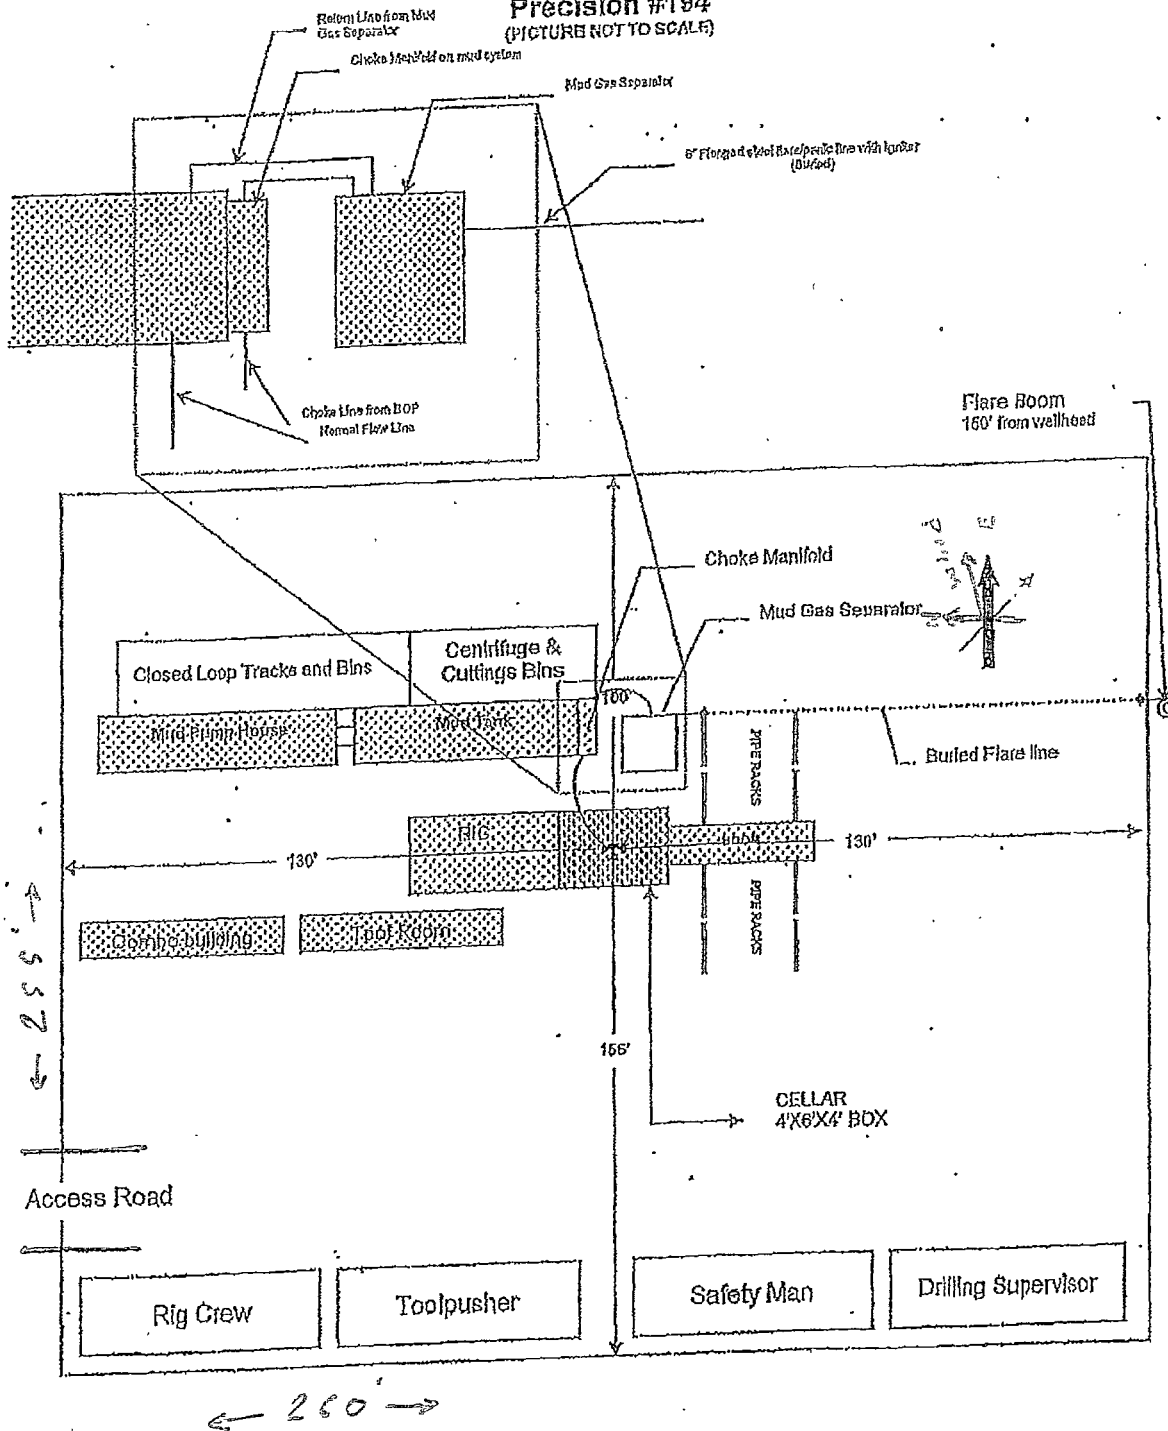 Precision #194
(PICTURE NOT TO SCALE)
Return Line from Mud
Gas Separator
Choke Manifold on mud system
Mud Gas Separator
6" Flanged steel flare/panic line with ignitor
(Buried)
Choke Line from BOP
Normal Flow Line
Flare Boom
150' from wellhead
Choke Manifold
Mud Gas Separator
E
Closed Loop Tracks and Bins
Centrifuge &
Cuttings Bins
100'
Mud Pump House
Mud Tank
PIPE RACKS
Buried Flare line
RIG
130'
130'
Combo building
Tool Room
PIPE RACKS
255'
CELLAR
4'X6'X4' BOX
Access Road
Rig Crew
Toolpusher
Safety Man
Drilling Supervisor
260'